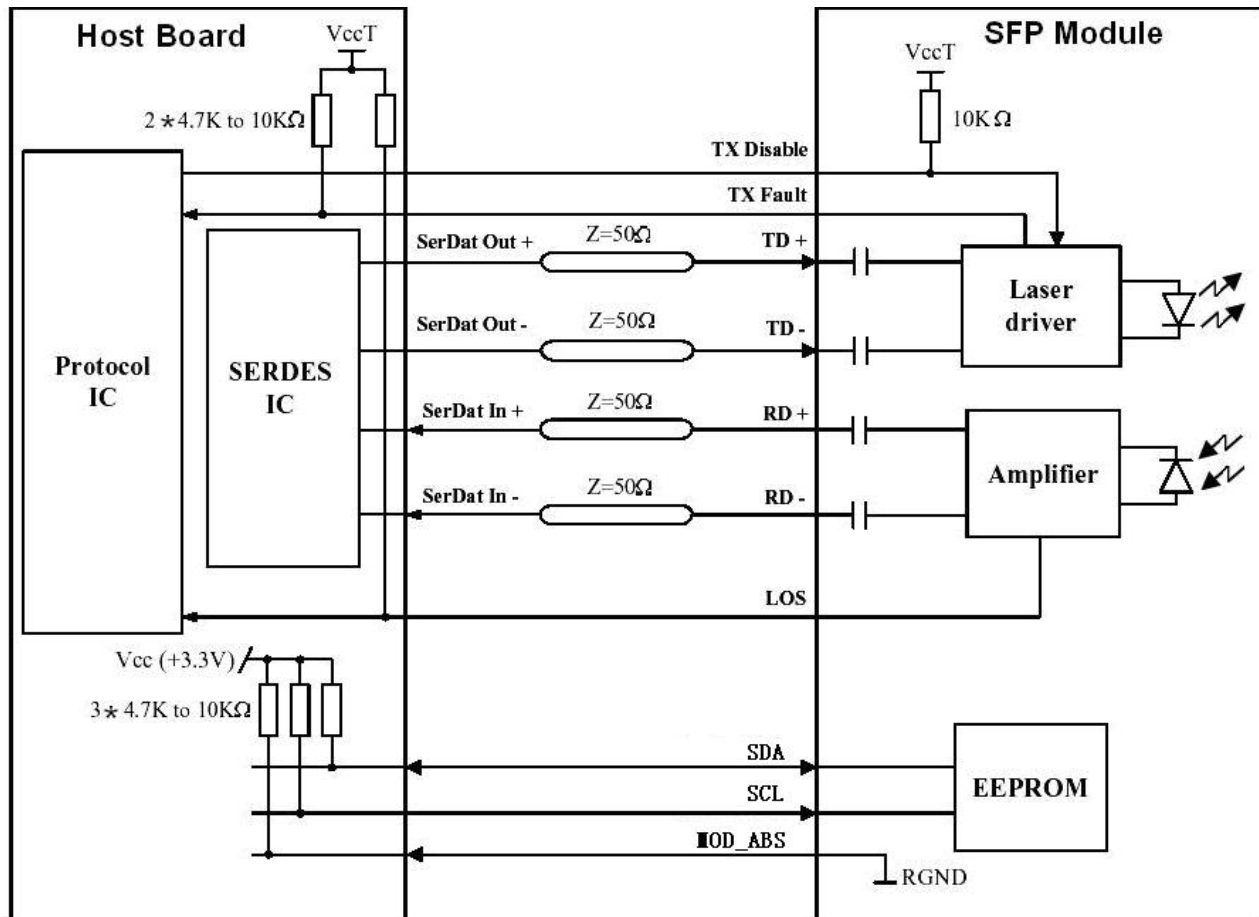 Host Board
VccT
2*4.7K to 10KΩ
SFP Module
VccT
10KΩ
TX Disable
TX Fault
SerDat Out +
Z=50Ω
TD +
SerDat Out -
Z=50Ω
TD -
Laser
driver
Protocol
IC
SERDES
IC
SerDat In +
Z=50Ω
RD +
SerDat In -
Z=50Ω
RD -
Amplifier
LOS
Vcc (+3.3V)
3*4.7K to 10KΩ
SDA
SCL
MOD_ABS
EEPROM
RGND